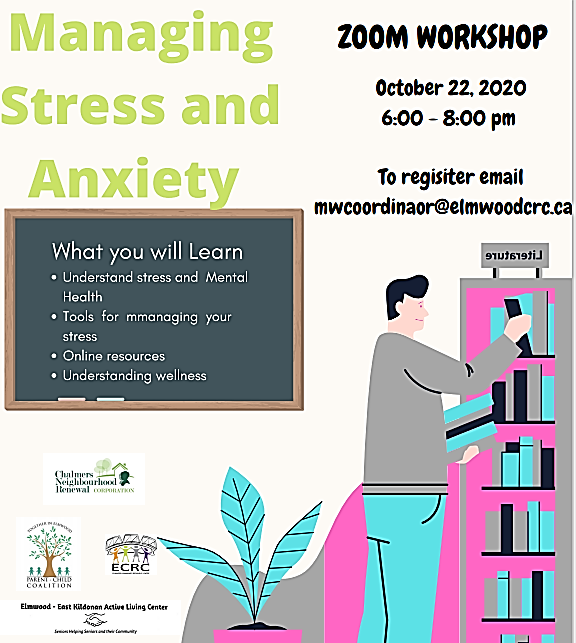 Managing
Stress and
Anxiety
ZOOM WORKSHOP
October 22, 2020
6:00 - 8:00 pm
To regisiter email
mwcoordinaor@elmwoodcrc.ca
What you will Learn
• Understand stress and Mental
Health
• Tools for mmanaging your
stress
• Online resources
• Understanding wellness
Literature
Chalmers
Neighbourhood
Renewal CORPORATION
TOGETHER IN ELMWOOD
PARENT-CHILD
COALITION
ECRC
Elmwood - East Kildonan Active Living Center
Seniors Helping Seniors and their Community